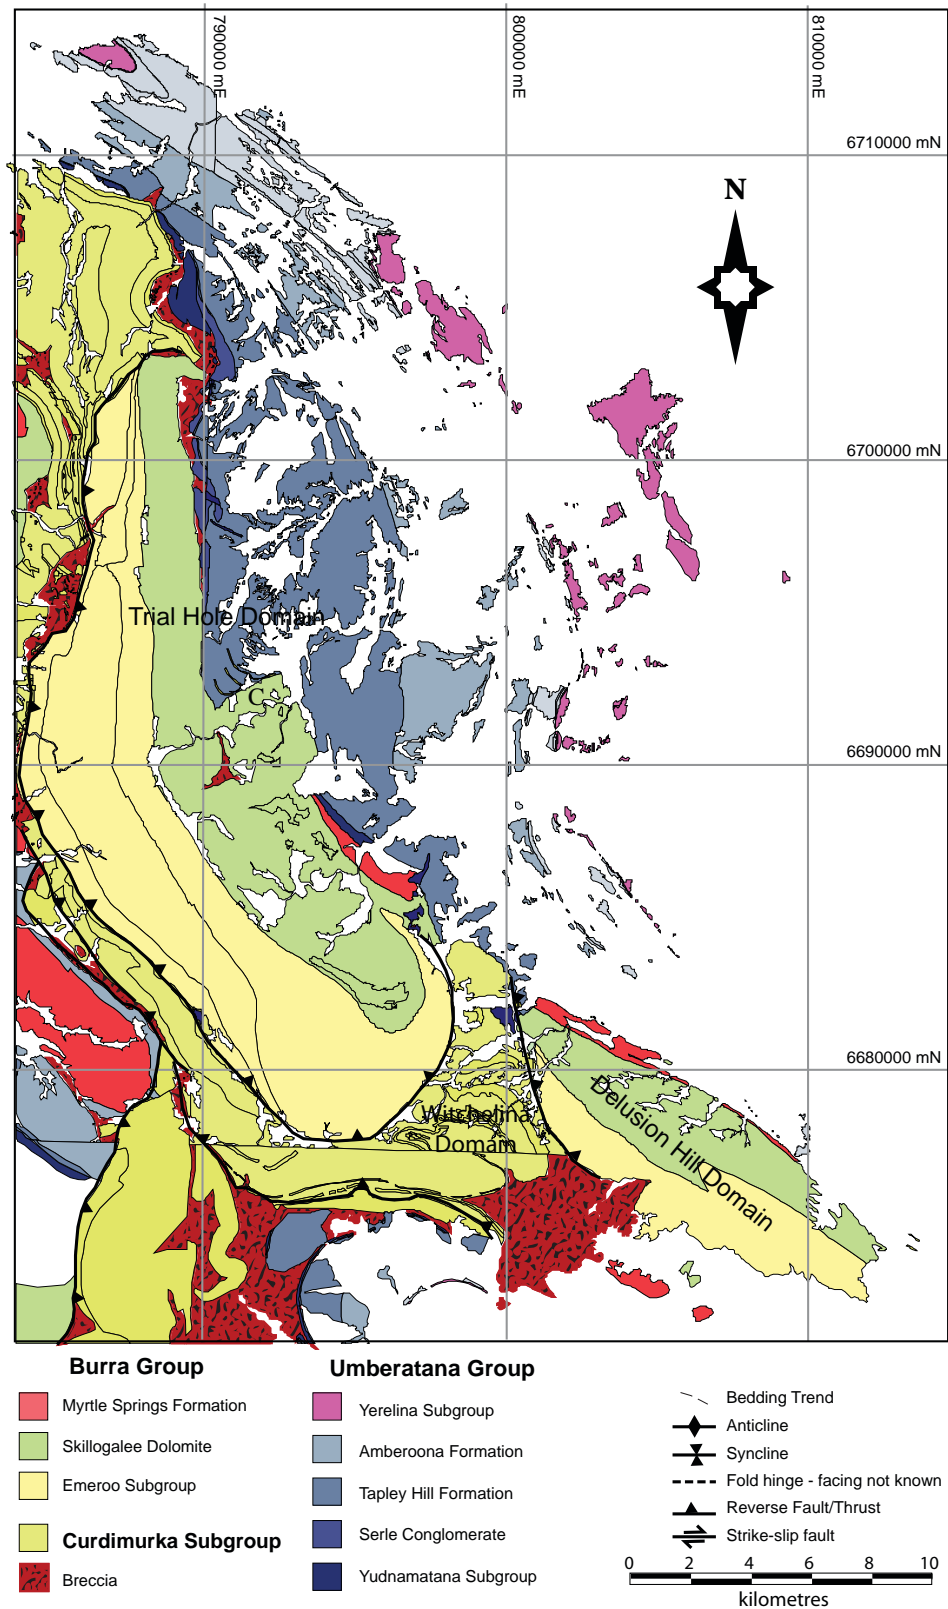 790000 mE
800000 mE
810000 mE
6710000 mN
N
6700000 mN
Trial Hole Domain
C
6690000 mN
6680000 mN
Witchelina
Domain
Delusion Hill Domain
Burra Group
Myrtle Springs Formation
Skillogalee Dolomite
Emeroo Subgroup
Curdimurka Subgroup
Breccia
Umberatana Group
Yerelina Subgroup
Amberoona Formation
Tapley Hill Formation
Serle Conglomerate
Yudnamatana Subgroup
Bedding Trend
Anticline
Syncline
Fold hinge - facing not known
Reverse Fault/Thrust
Strike-slip fault
0 2 4 6 8 10
kilometres